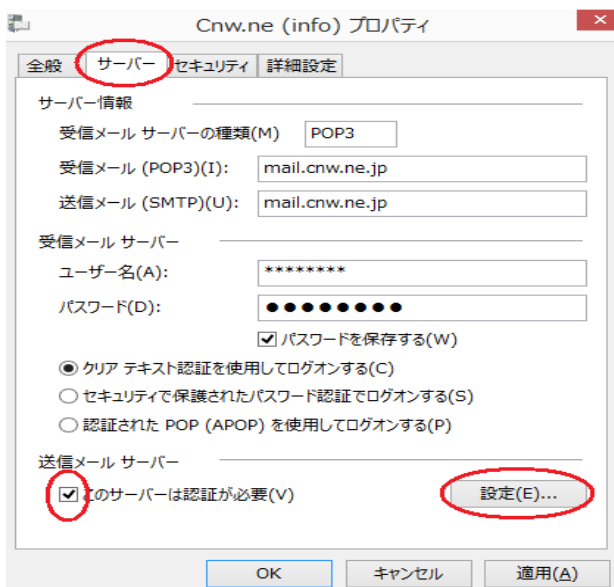 Cnw.ne (info) プロパティ
全般 サーバー セキュリティ 詳細設定
サーバー情報
受信メール サーバーの種類(M) POP3
受信メール (POP3)(I): mail.cnw.ne.jp
送信メール (SMTP)(U): mail.cnw.ne.jp
受信メール サーバー
ユーザー名(A): ********
パスワード(D): ●●●●●●●●
パスワードを保存する(W)
クリア テキスト認証を使用してログオンする(C)
セキュリティで保護されたパスワード認証でログオンする(S)
認証された POP (APOP) を使用してログオンする(P)
送信メール サーバー
このサーバーは認証が必要(V) 設定(E)...
OK キャンセル 適用(A)